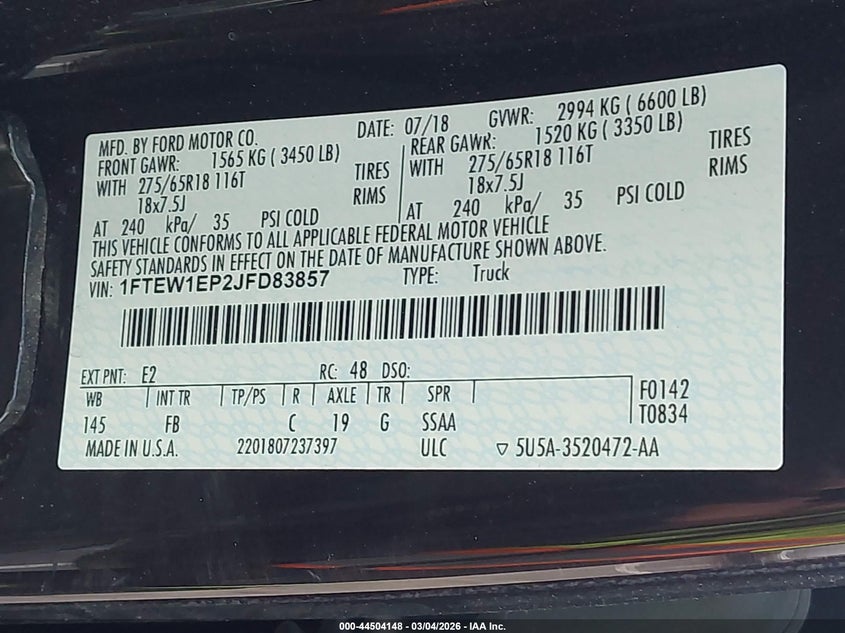 MFD. BY FORD MOTOR CO. DATE: 07/18 GVWR: 2994 KG ( 6600 LB)
FRONT GAWR: 1565 KG ( 3450 LB) REAR GAWR: 1520 KG ( 3350 LB)
WITH 275/65R18 116T TIRES WITH 275/65R18 116T TIRES
18x7.5J RIMS 18x7.5J RIMS
AT 240 kPa/ 35 PSI COLD AT 240 kPa/ 35 PSI COLD
THIS VEHICLE CONFORMS TO ALL APPLICABLE FEDERAL MOTOR VEHICLE
SAFETY STANDARDS IN EFFECT ON THE DATE OF MANUFACTURE SHOWN ABOVE.
VIN: 1FTEW1EP2JFD83857 TYPE: Truck
EXT PNT: E2 RC: 48 DSO:
WB INT TR TP/PS R AXLE TR SPR F0142
145 FB C 19 G SSAA T0834
MADE IN U.S.A. 2201807237397 ULC ▽ 5U5A-3520472-AA
000-44504148 - 03/04/2026 - IAA Inc.